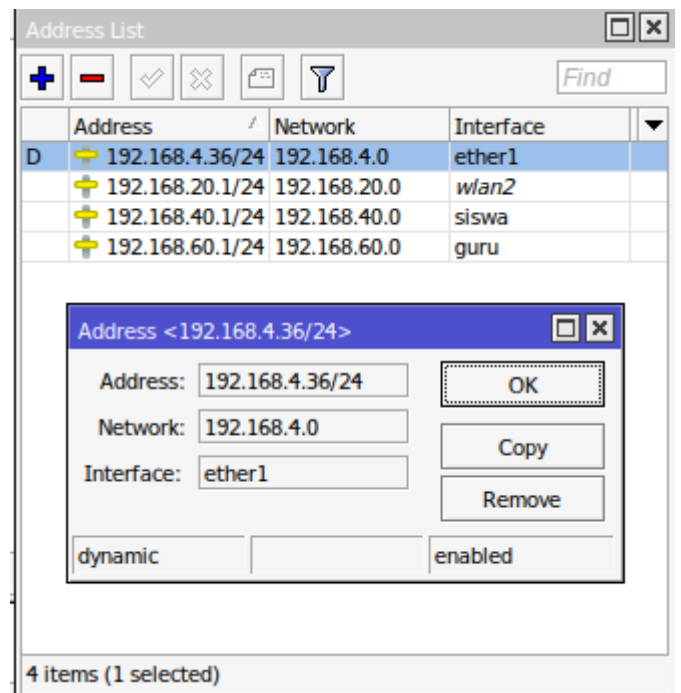 Address List
Find
Address Network Interface
D 192.168.4.36/24 192.168.4.0 ether1
192.168.20.1/24 192.168.20.0 wlan2
192.168.40.1/24 192.168.40.0 siswa
192.168.60.1/24 192.168.60.0 guru
Address <192.168.4.36/24>
Address: 192.168.4.36/24 OK
Network: 192.168.4.0 Copy
Interface: ether1 Remove
dynamic enabled
4 items (1 selected)